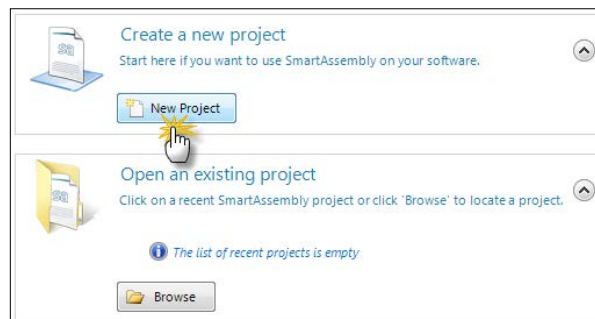 sa
Create a new project
Start here if you want to use SmartAssembly on your software.
New Project
sa
Open an existing project
Click on a recent SmartAssembly project or click 'Browse' to locate a project.
The list of recent projects is empty
Browse